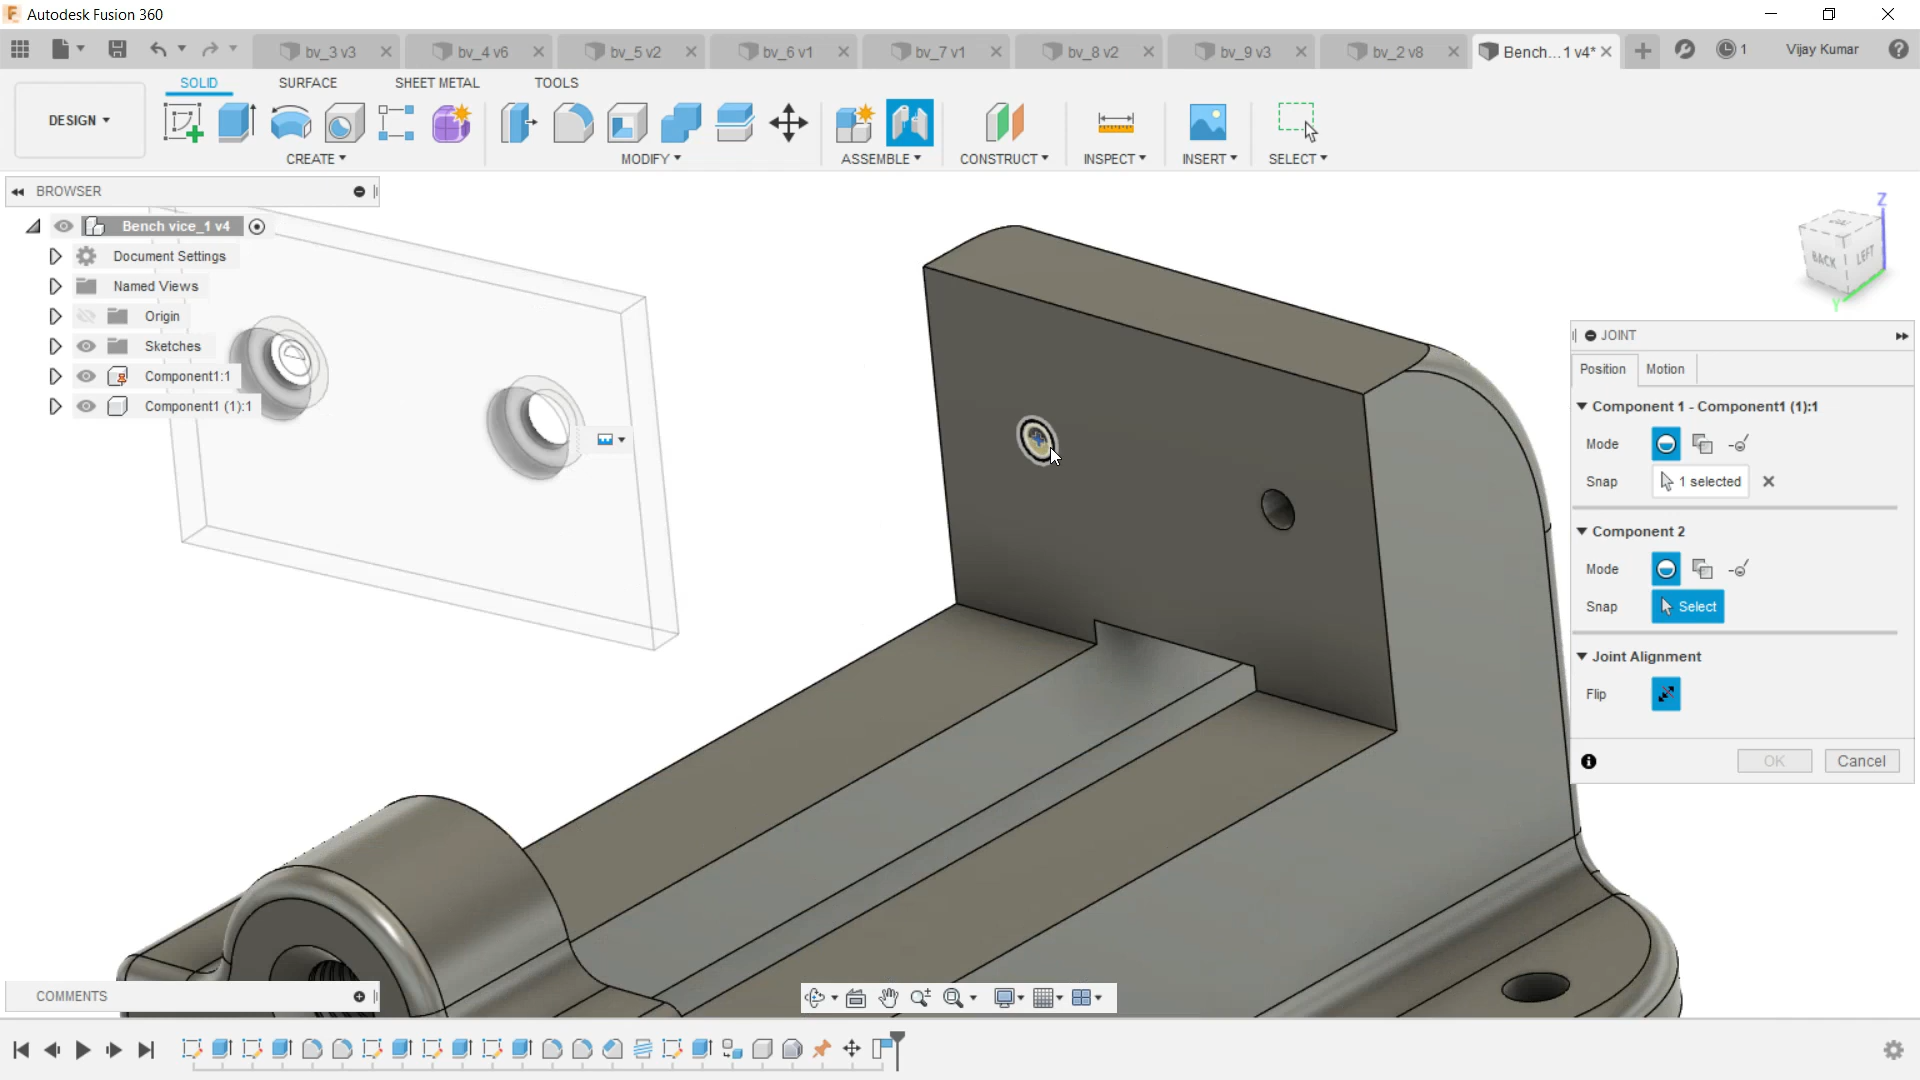 Autodesk Fusion 360
bv_3 v3
bv_4 v6
bv_5 v2
bv_6 v1
bv_7 v1
bv_8 v2
bv_9 v3
bv_2 v8
Bench...1 v4*
1
Vijay Kumar
SOLID
SURFACE
SHEET METAL
TOOLS
DESIGN
CREATE
MODIFY
ASSEMBLE
CONSTRUCT
INSPECT
INSERT
SELECT
BROWSER
Bench vice_1 v4
Document Settings
Named Views
Origin
Sketches
Component1:1
Component1 (1):1
Z
BACK
LEFT
Y
JOINT
Position
Motion
Component 1 - Component1 (1):1
Mode
Snap
1 selected
Component 2
Mode
Snap
Select
Joint Alignment
Flip
OK
Cancel
COMMENTS